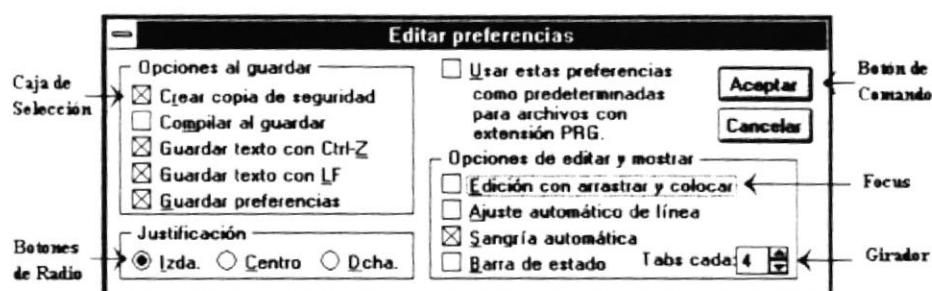 Editar preferencias
Caja de
Selección
Opciones al guardar
Crear copia de seguridad
Compilar al guardar
Guardar texto con Ctrl-Z
Guardar texto con LF
Guardar preferencias
Usar estas preferencias
como predeterminadas
para archivos con
extensión PRG.
Aceptar
Cancelar
Botón de
Comando
Opciones de editar y mostrar
Edición con arrastrar y colocar
Ajuste automático de línea
Sangría automática
Barra de estado Tabs cada: 4
Focus
Girador
Botones
de Radio
Justificación
Izda. Centro Dcha.